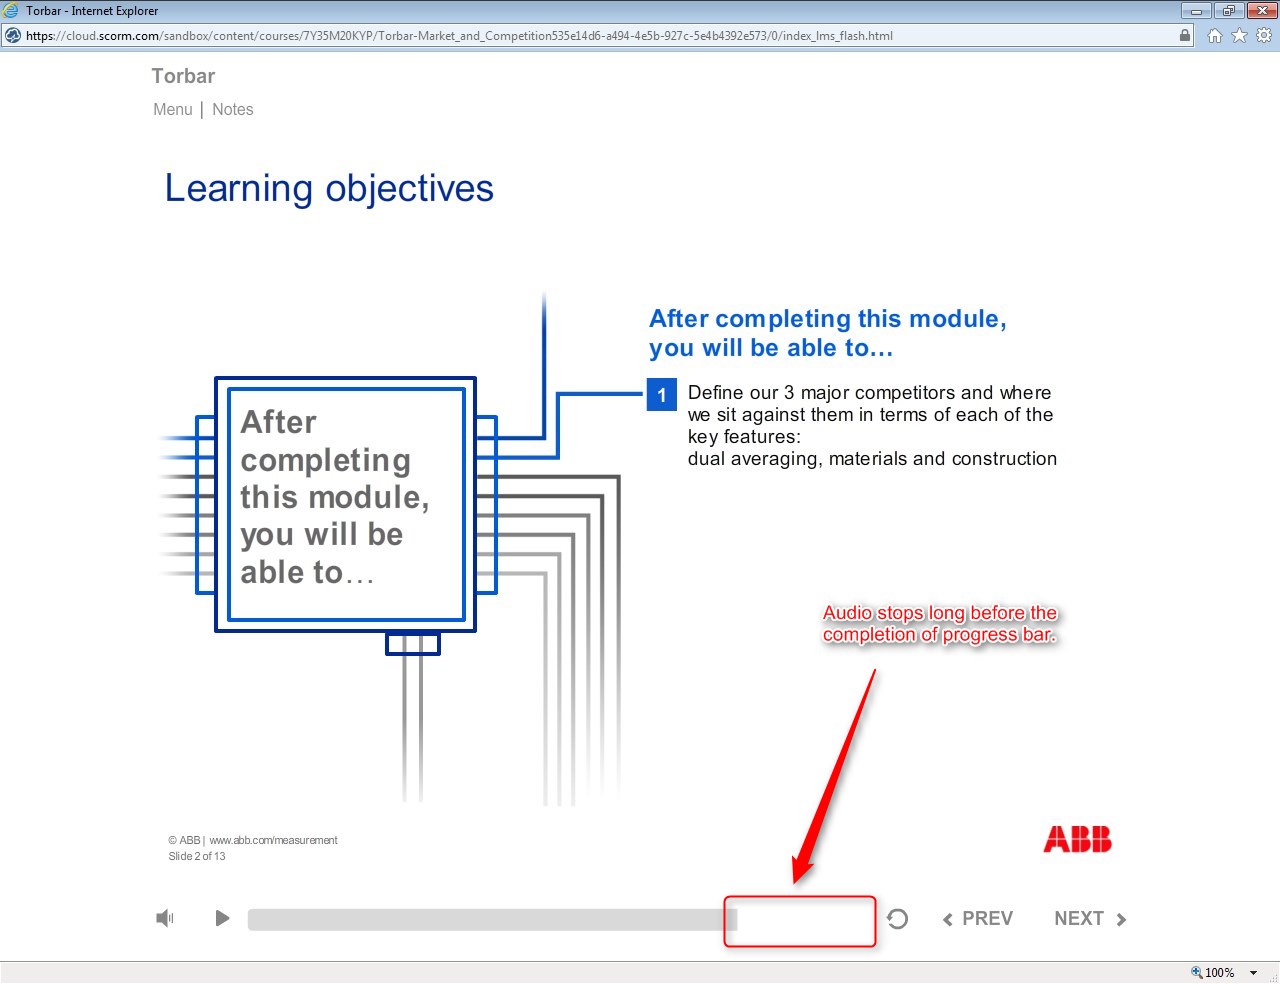 Torbar - Internet Explorer
https://cloud.scorm.com/sandbox/content/courses/7Y35M20KYP/Torbar-Market_and_Competition535e14d6-a494-4e5b-927c-5e4b4392e573/0/index_lms_flash.html
Torbar
Menu | Notes
Learning objectives
After
completing
this module,
you will be
able to...
After completing this module,
you will be able to...
1 Define our 3 major competitors and where
we sit against them in terms of each of the
key features:
dual averaging, materials and construction
Audio stops long before the
completion of progress bar.
© ABB | www.abb.com/measurement
Slide 2 of 13
ABB
PREV NEXT
100%